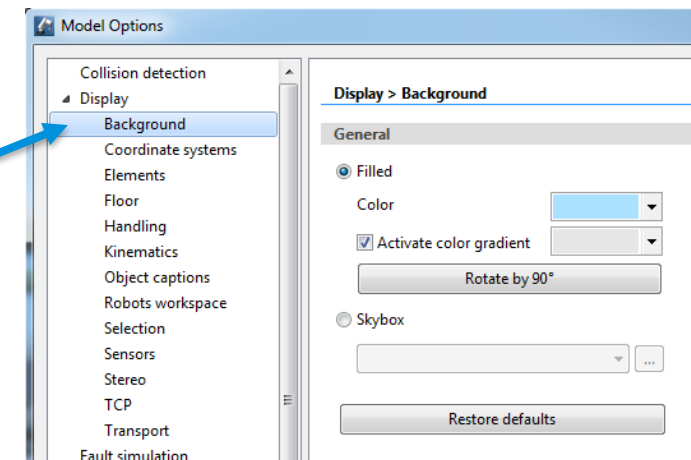 Model Options
Collision detection
Display
Background
Coordinate systems
Elements
Floor
Handling
Kinematics
Object captions
Robots workspace
Selection
Sensors
Stereo
TCP
Transport
Fault simulation
Display > Background
General
Filled
Color
Activate color gradient
Rotate by 90°
Skybox
...
Restore defaults